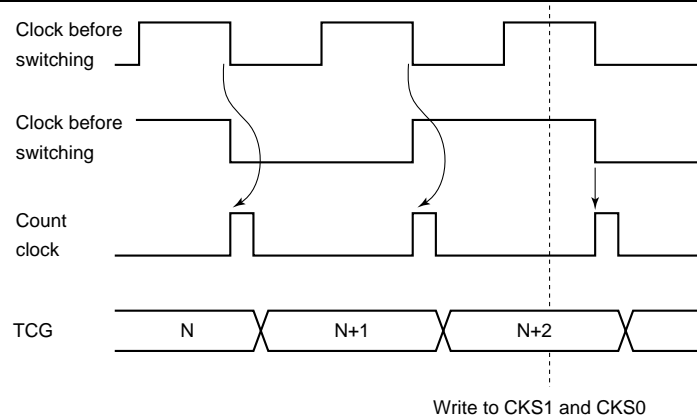 Clock before
switching
Clock before
switching
Count
clock
TCG
N
N+1
N+2
Write to CKS1 and CKS0